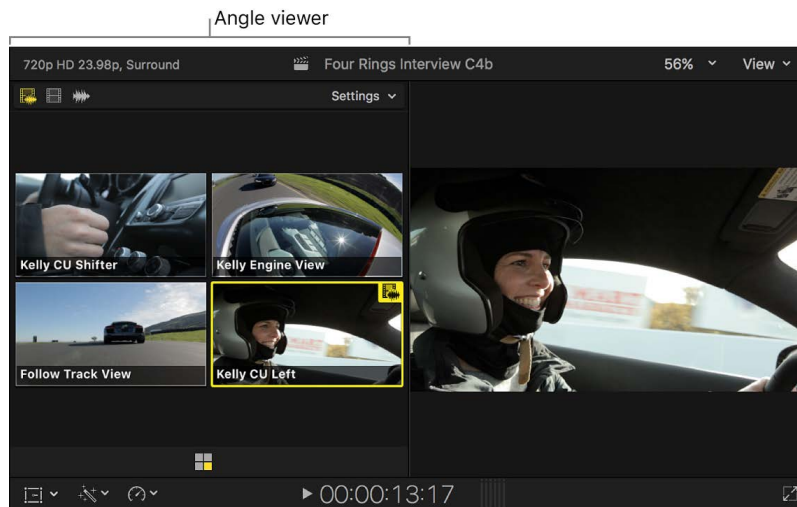 Angle viewer
720p HD 23.98p, Surround
Four Rings Interview C4b
56%
View
Settings
Kelly CU Shifter
Kelly Engine View
Follow Track View
Kelly CU Left
00:00:13:17